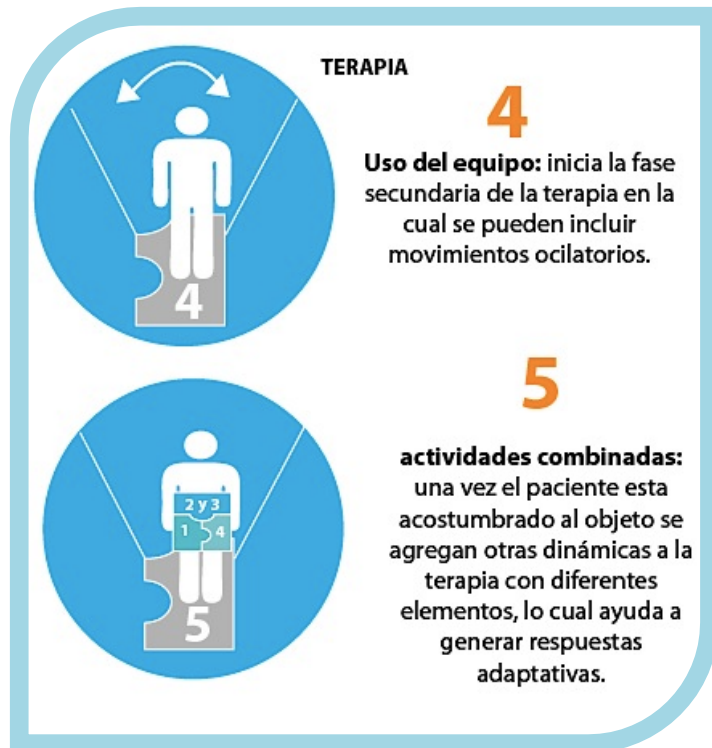 TERAPIA
4
Uso del equipo: inicia la fase
secundaria de la terapia en la
cual se pueden incluir
movimientos ocilatorios.
4
5
actividades combinadas:
una vez el paciente esta
acostumbrado al objeto se
agregan otras dinámicas a la
terapia con diferentes
elementos, lo cual ayuda a
generar respuestas
adaptativas.
2 y 3
1 4
5